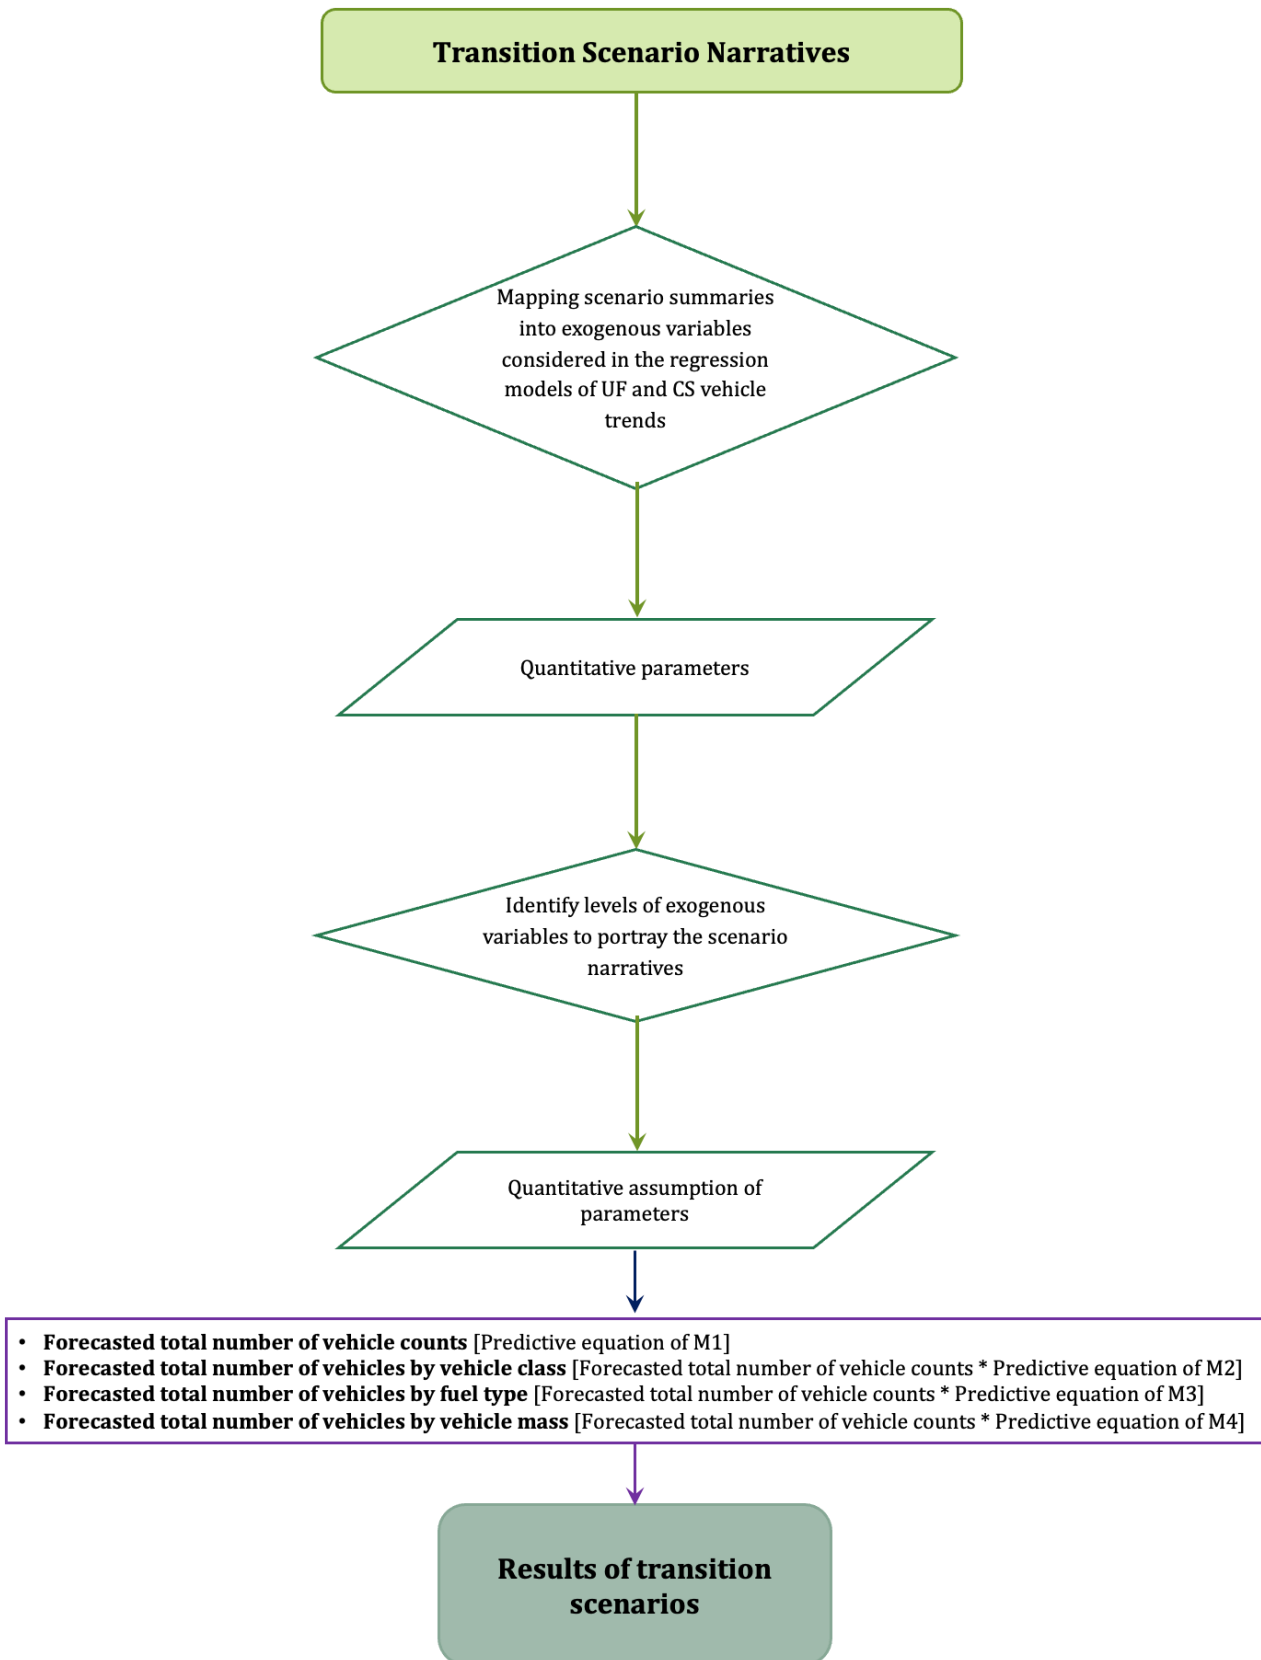 Transition Scenario Narratives
Mapping scenario summaries
into exogenous variables
considered in the regression
models of UF and CS vehicle
trends
Quantitative parameters
Identify levels of exogenous
variables to portray the scenario
narratives
Quantitative assumption of
parameters
• Forecasted total number of vehicle counts [Predictive equation of M1]
• Forecasted total number of vehicles by vehicle class [Forecasted total number of vehicle counts * Predictive equation of M2]
• Forecasted total number of vehicles by fuel type [Forecasted total number of vehicle counts * Predictive equation of M3]
• Forecasted total number of vehicles by vehicle mass [Forecasted total number of vehicle counts * Predictive equation of M4]
Results of transition
scenarios